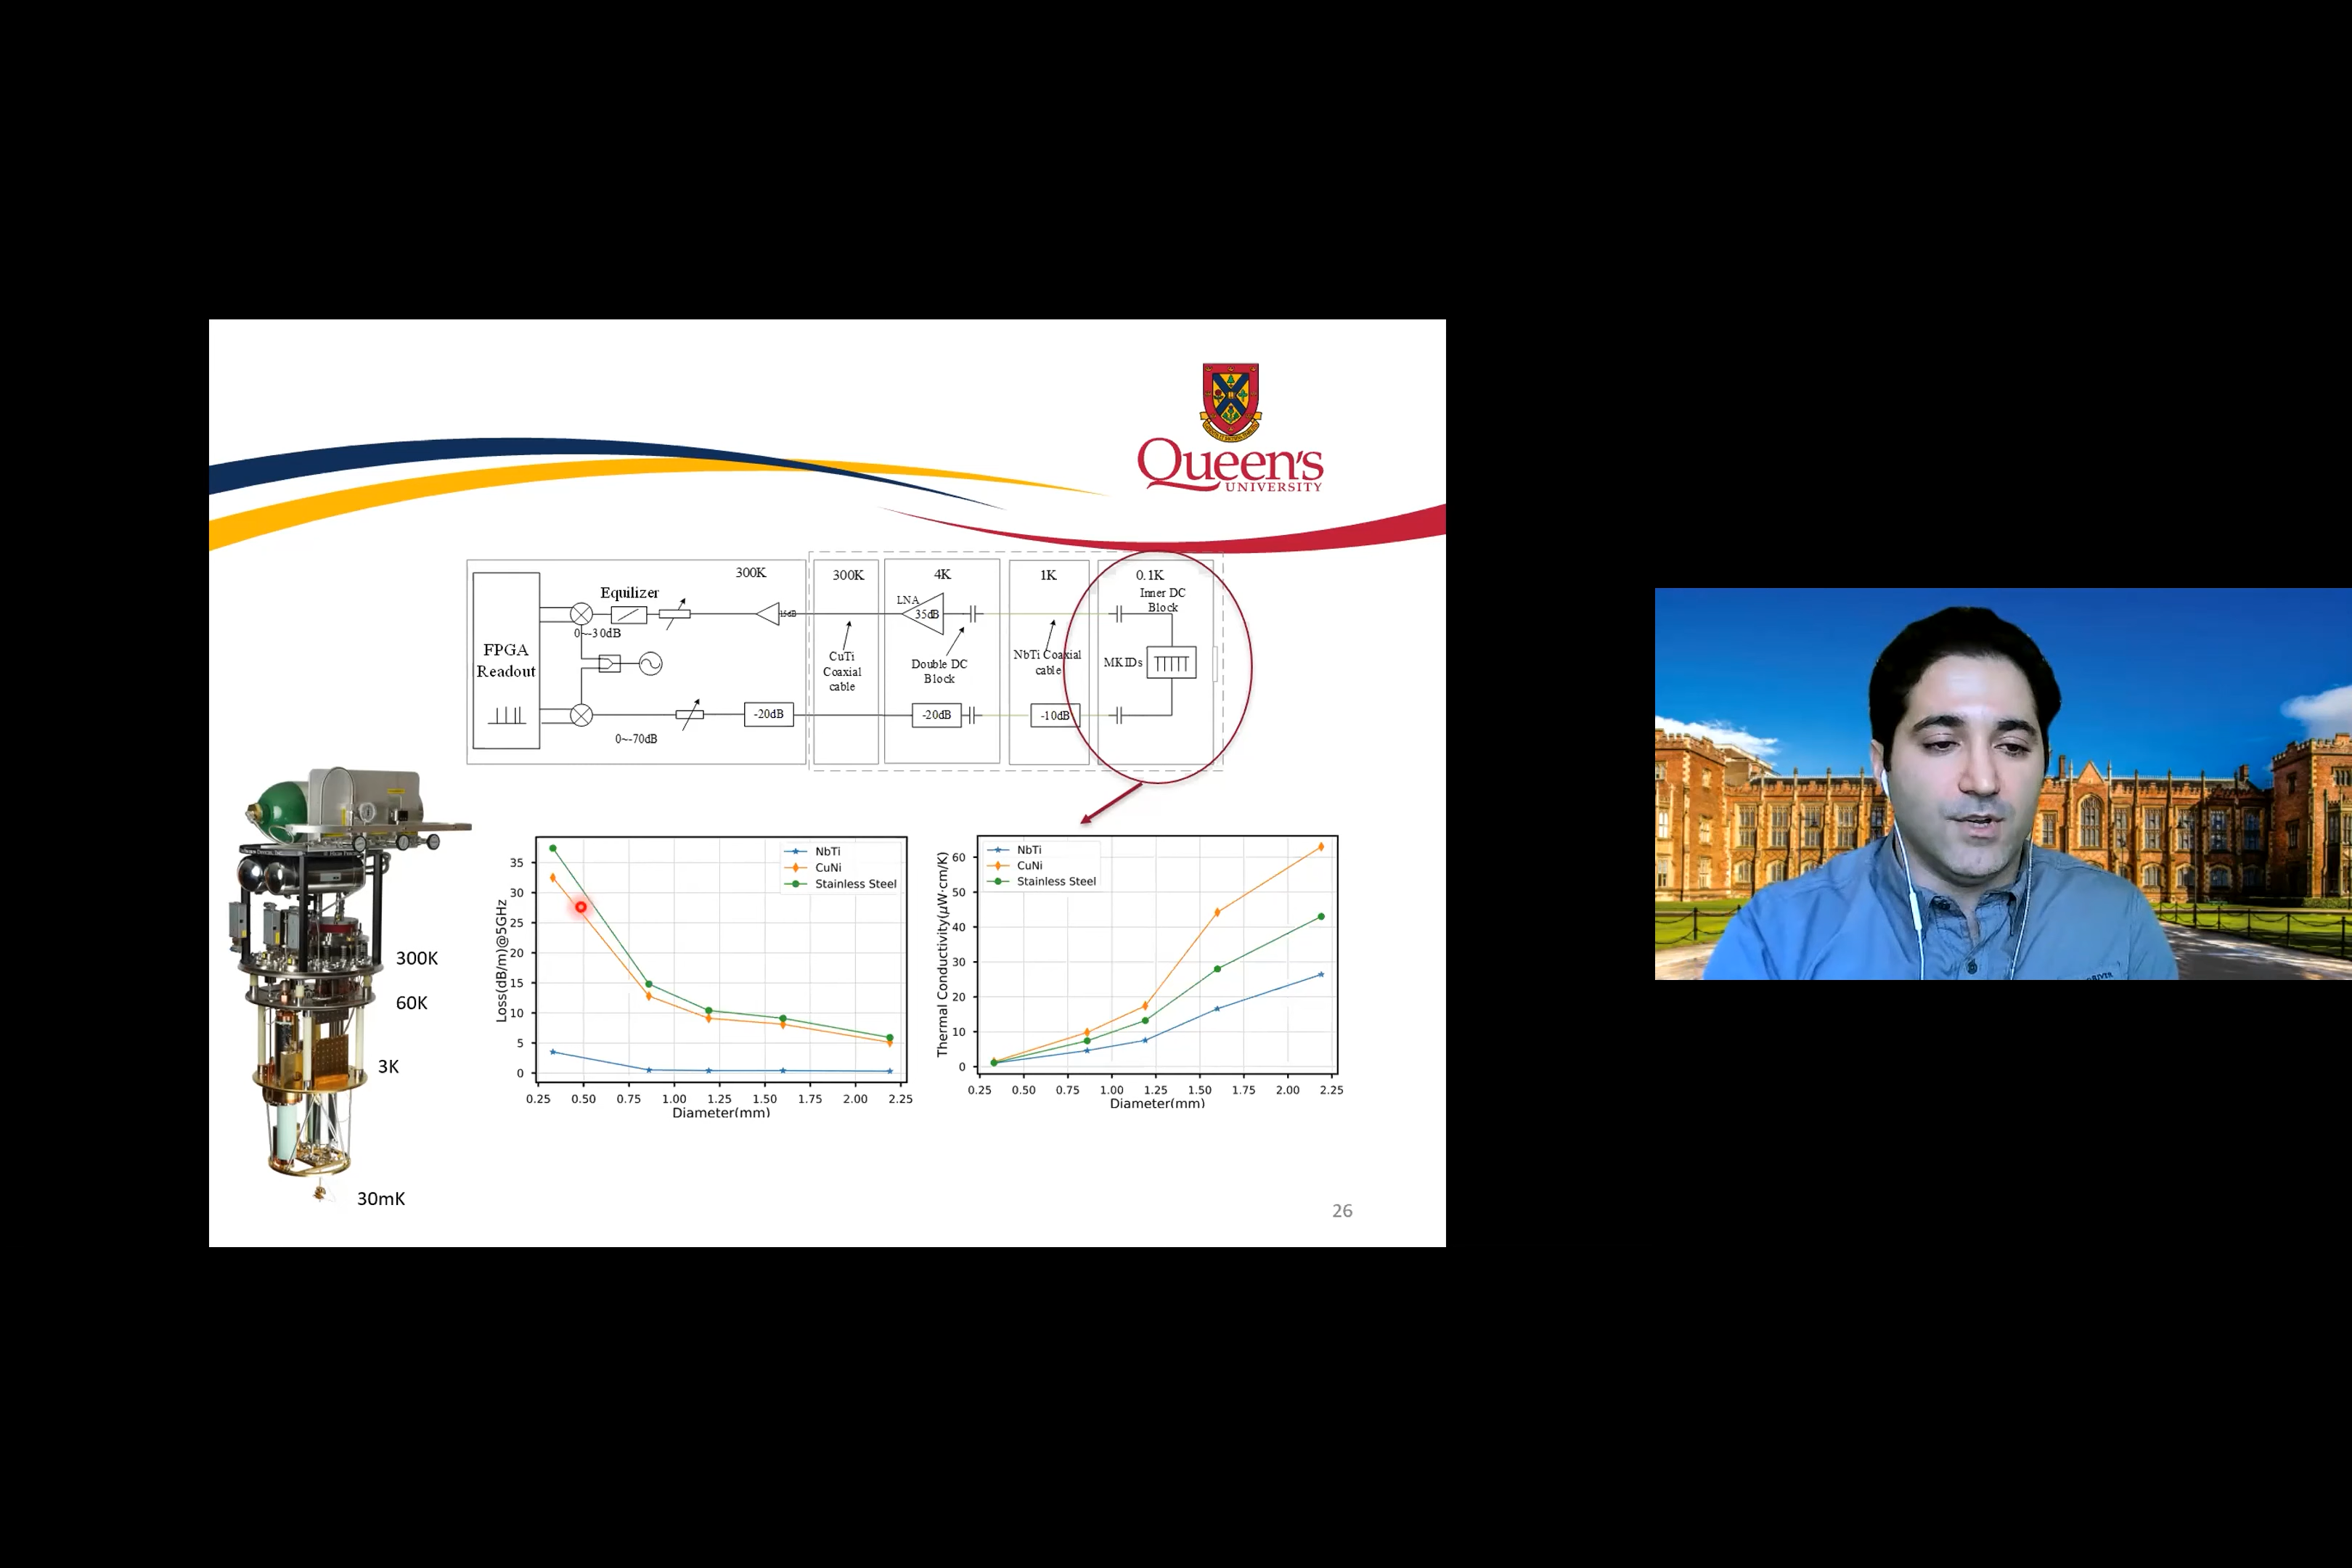 Queen's
UNIVERSITY
300K
300K
4K
1K
0.1K
Equilizer
LNA
35dB
15dB
Inner DC
Block
0~-30dB
FPGA
Readout
CuTi
Coaxial
cable
Double DC
Block
NbTi Coaxial
cable
MKIDs
-20dB
-20dB
-10dB
0~-70dB
300K
60K
3K
30mK
NbTi
CuNi
Stainless Steel
Loss(dB/m)@5GHz
35
30
25
20
15
10
5
0
0.25 0.50 0.75 1.00 1.25 1.50 1.75 2.00 2.25
Diameter(mm)
NbTi
CuNi
Stainless Steel
Thermal Conductivity(μW·cm/K)
60
50
40
30
20
10
0
0.25 0.50 0.75 1.00 1.25 1.50 1.75 2.00 2.25
Diameter(mm)
26